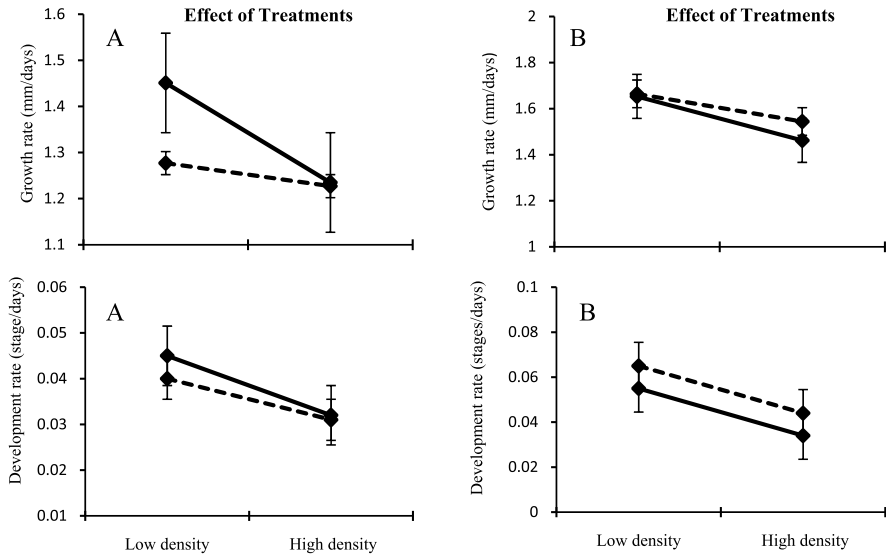 Effect of Treatments
A
Growth rate (mm/days)
1.6
1.5
1.4
1.3
1.2
1.1
Effect of Treatments
B
Growth rate (mm/days)
2
1.8
1.6
1.4
1.2
1
A
Development rate (stage/days)
0.06
0.05
0.04
0.03
0.02
0.01
Low density High density
B
Development rate (stages/days)
0.1
0.08
0.06
0.04
0.02
0
Low density High density